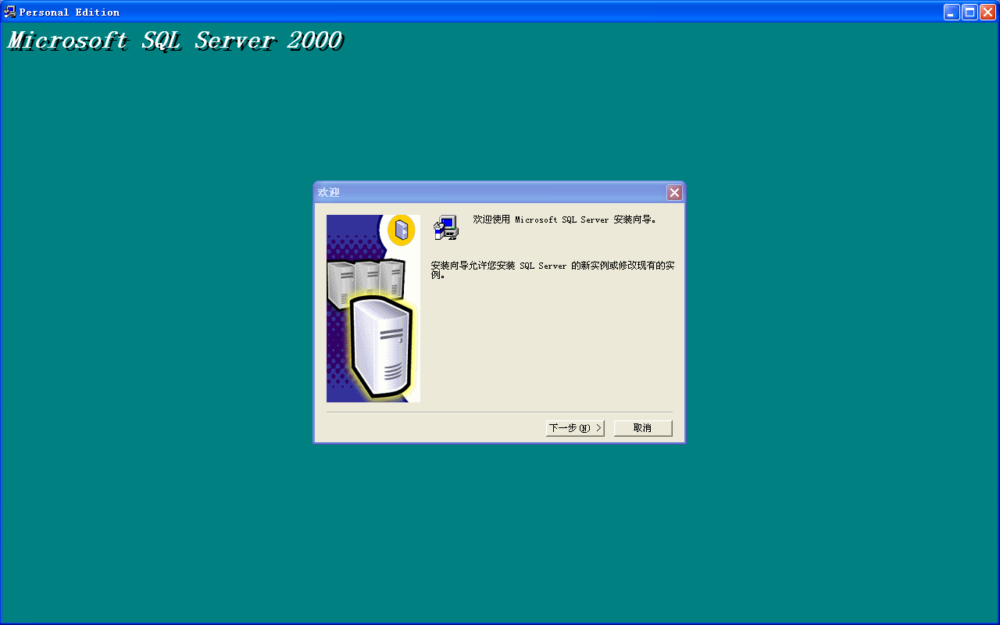 Personal Edition
Microsoft SQL Server 2000
欢迎
欢迎使用 Microsoft SQL Server 安装向导。
安装向导允许您安装 SQL Server 的新实例或修改现有的实
例。
下一步(N) >
取消